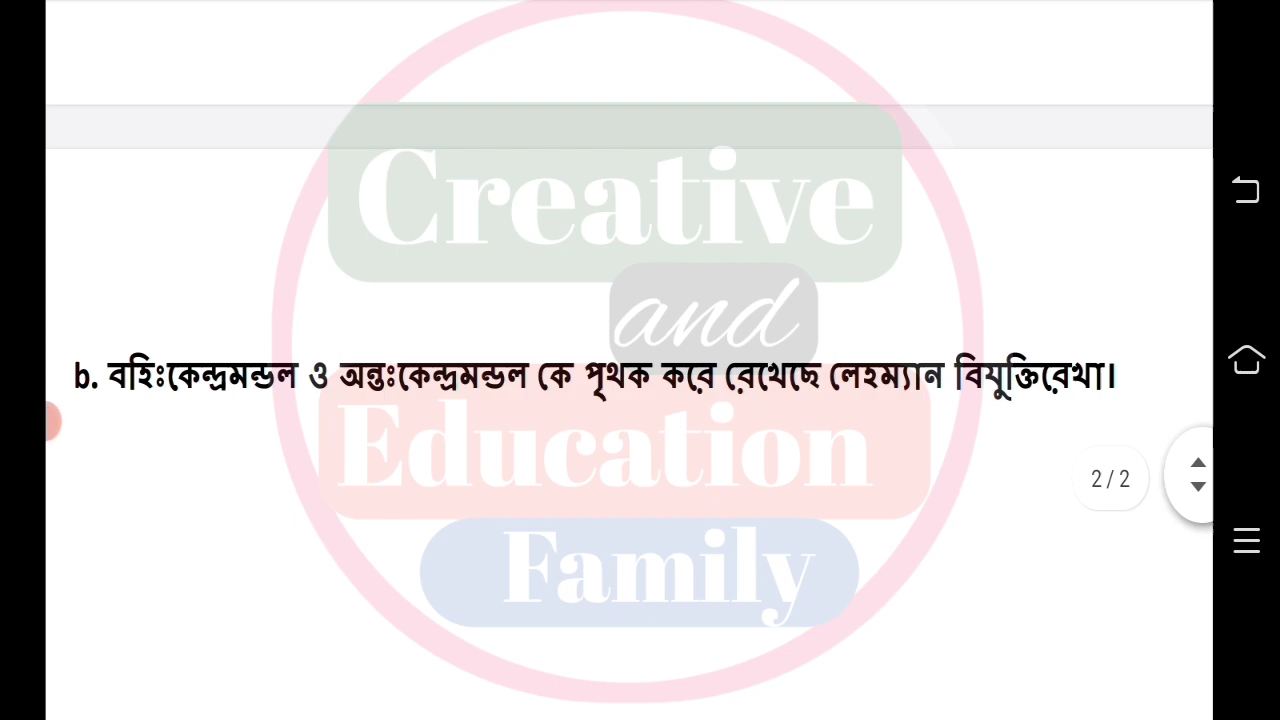 Creative
and
b. বহিঃকেন্দ্রমন্ডল ও অন্তঃকেন্দ্রমন্ডল কে পৃথক করে রেখেছে লেহম্যান বিযুক্তিরেখা।
Education
2 / 2
Family